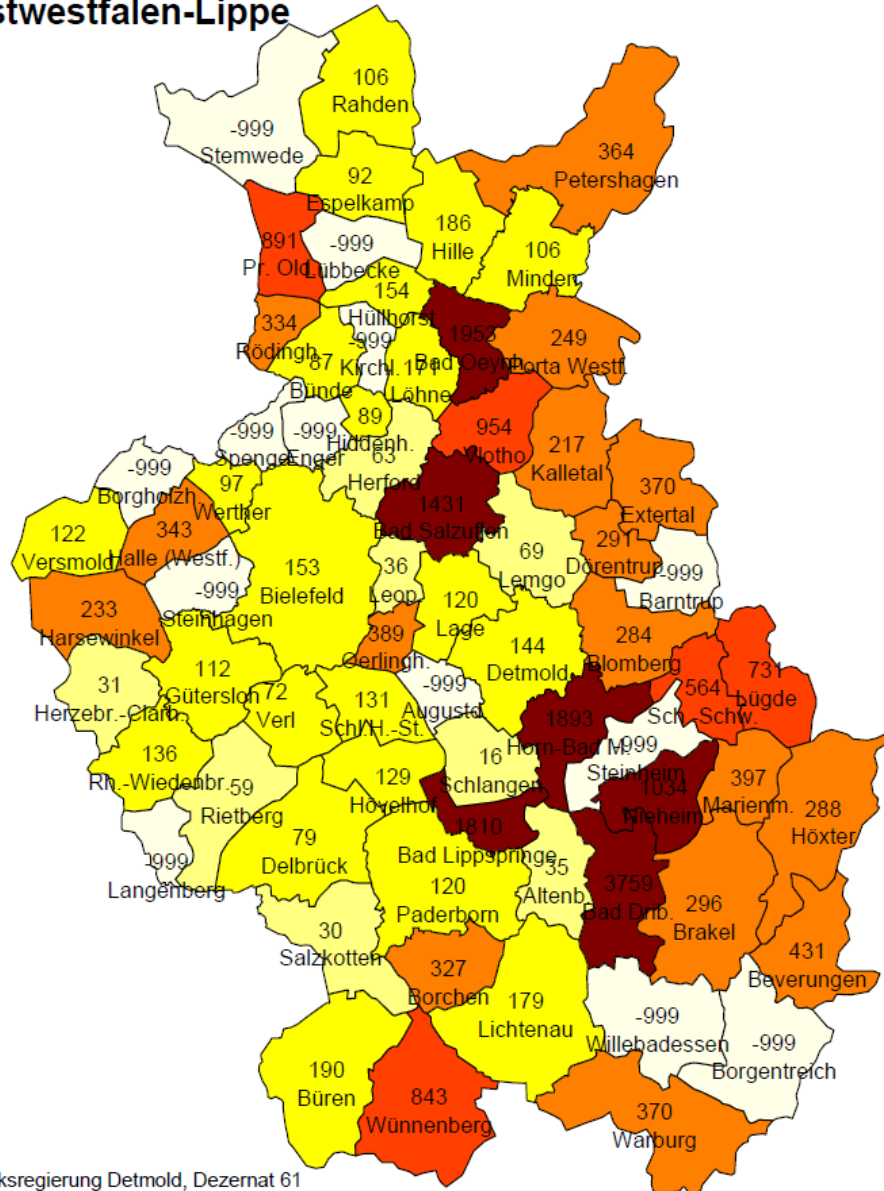 stwestfalen-Lippe
106
Rahden
-999
Stemwede
364
Petershagen
92
Espelkamp
186
Hille
891
Pr. Old
-999
Lübbecke
106
Minden
154
Hüllhorst
334
Rödingh.
-999
Kirchl.
1953
Bad Oeynh.
249
Porta Westf.
87
Bünde
Löhne
89
Hiddenh.
954
Vlotho
217
Kalletal
-999
Spenge
-999
Enger
63
Herford
-999
Borgholzh.
97
Werther
1431
Bad Salzuflen
370
Extertal
122
Versmold
343
Halle (Westf.)
69
Lemgo
291
Dörentrup
153
Bielefeld
36
Leop.
-999
Barntrup
-999
Steinhagen
120
Lage
233
Harsewinkel
389
Oerlingh.
144
Detmold
284
Blomberg
112
Gütersloh
731
Lügde
31
Herzebr.-Clarh.
72
Verl
131
Schl.H.-St.
-999
Augustd.
564
Sch.-Schw.
1893
Horn-Bad M.
-999
Steinheim
136
Rh.-Wiedenbr.
16
Schlangen
59
Rietberg
129
Hövelhof
1034
Nieheim
397
Marienm.
288
Höxter
1810
Bad Lippspringe
79
Delbrück
-999
Langenberg
35
Altenb.
120
Paderborn
3759
Bad Drib.
296
Brakel
30
Salzkotten
431
Beverungen
327
Borchen
179
Lichtenau
-999
Willebadessen
-999
Borgentreich
190
Büren
843
Wünnenberg
370
Warburg
ksregierung Detmold, Dezernat 61